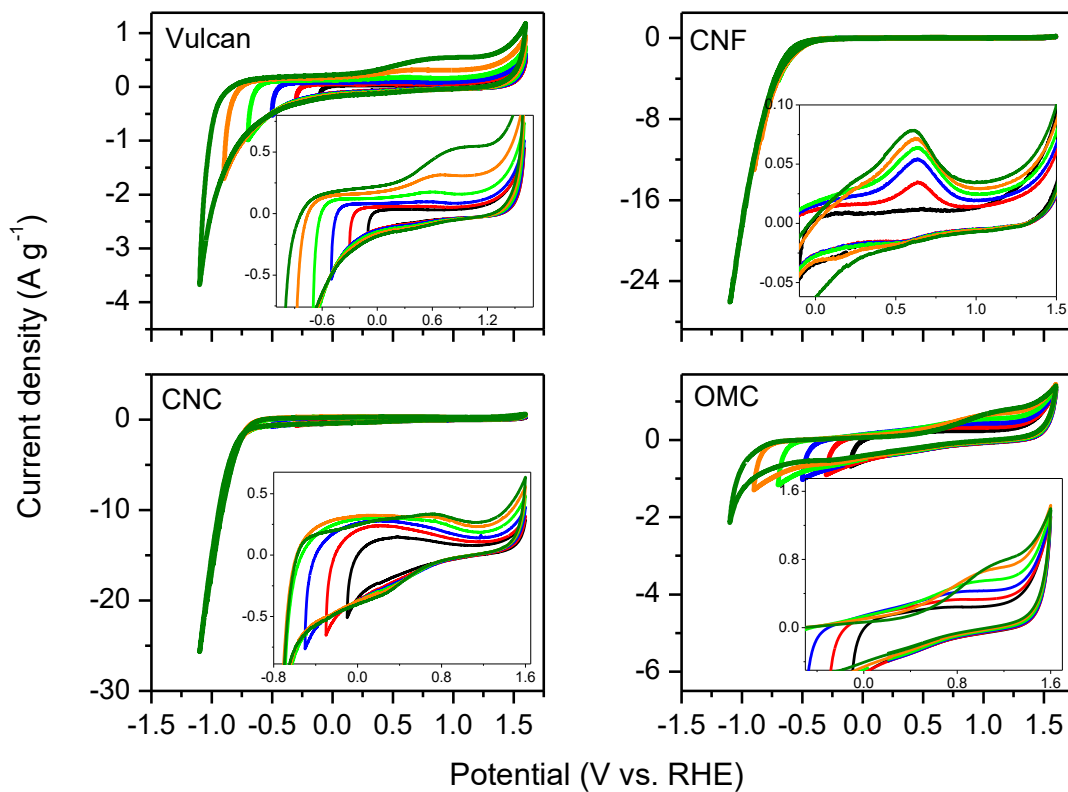 Current density (A g⁻¹)
Vulcan
1
0
-1
-2
-3
-4
0.5
0.0
-0.5
-0.6 0.0 0.6 1.2
CNF
0
-8
-16
-24
0.10
0.05
0.00
-0.05
0.0 0.5 1.0 1.5
CNC
0
-5
-10
-15
-20
-25
-30
0.5
0.0
-0.5
-0.8 0.0 0.8 1.6
-1.5 -1.0 -0.5 0.0 0.5 1.0 1.5
OMC
0
-2
-4
-6
1.6
0.8
0.0
0.0 0.8 1.6
-1.5 -1.0 -0.5 0.0 0.5 1.0 1.5
Potential (V vs. RHE)